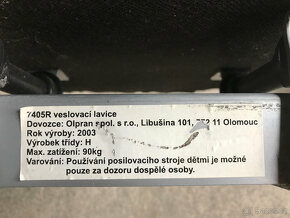 7405R veslovací lavice
Dovozce: Olpran spol. s r.o., Libušina 101, 772 11 Olomouc
Rok výroby: 2003
Výrobek třídy: H
Max. zatížení: 90kg
Varování: Používání posilovacího stroje dětmi je možné
pouze za dozoru dospělé osoby.